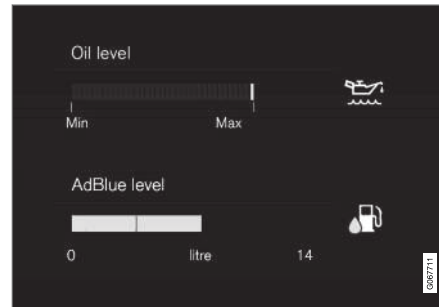 Oil level
Min Max
AdBlue level
0 litre 14
G067711